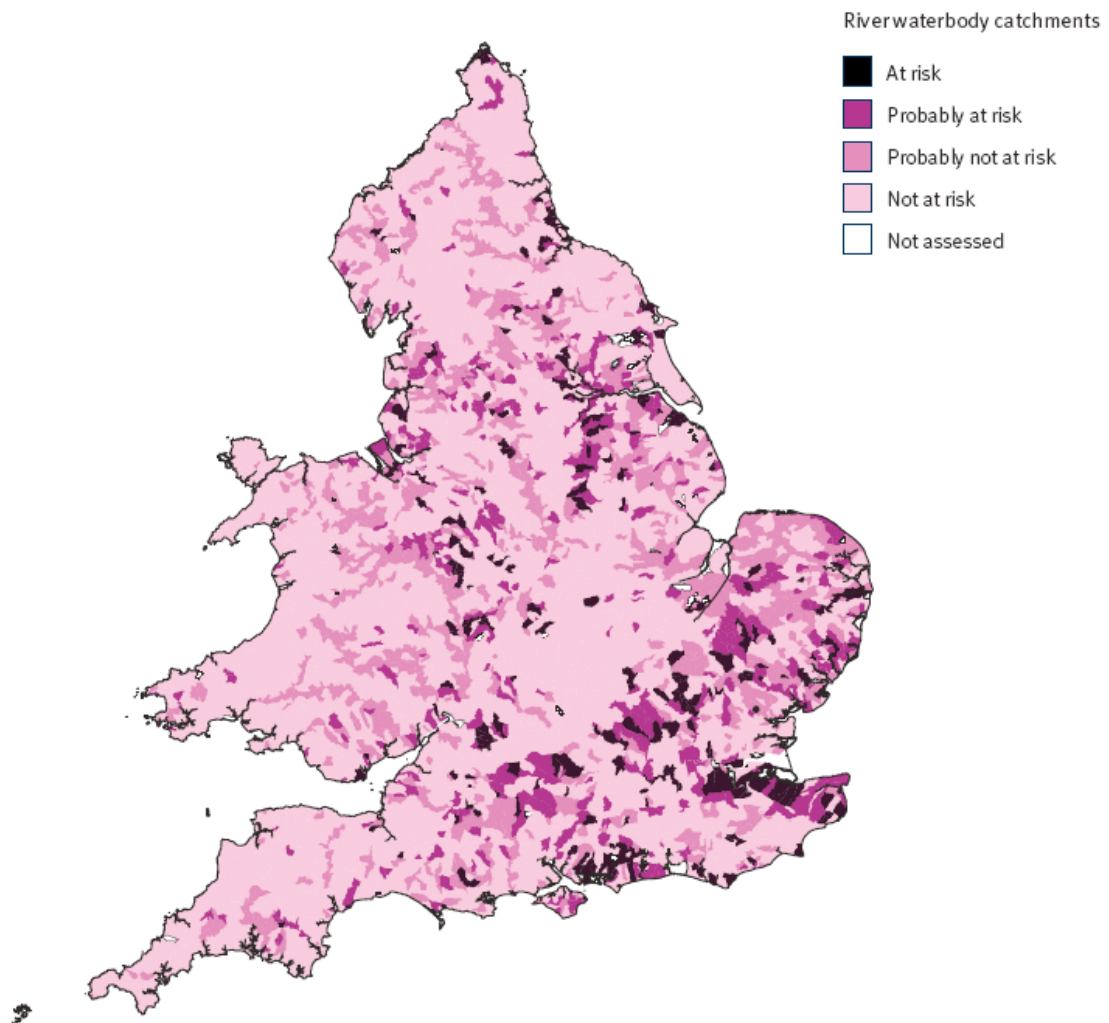 River waterbody catchments
At risk
Probably at risk
Probably not at risk
Not at risk
Not assessed